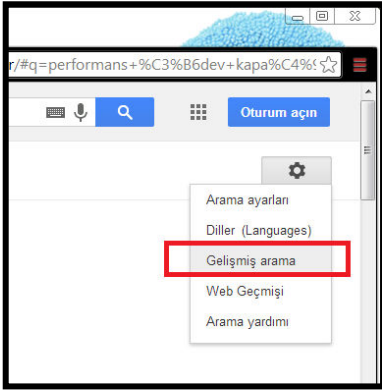 r/#q=performans+%C3%B6dev+kapa%C4%9
Oturum açın
Arama ayarları
Diller (Languages)
Gelişmiş arama
Web Geçmişi
Arama yardımı